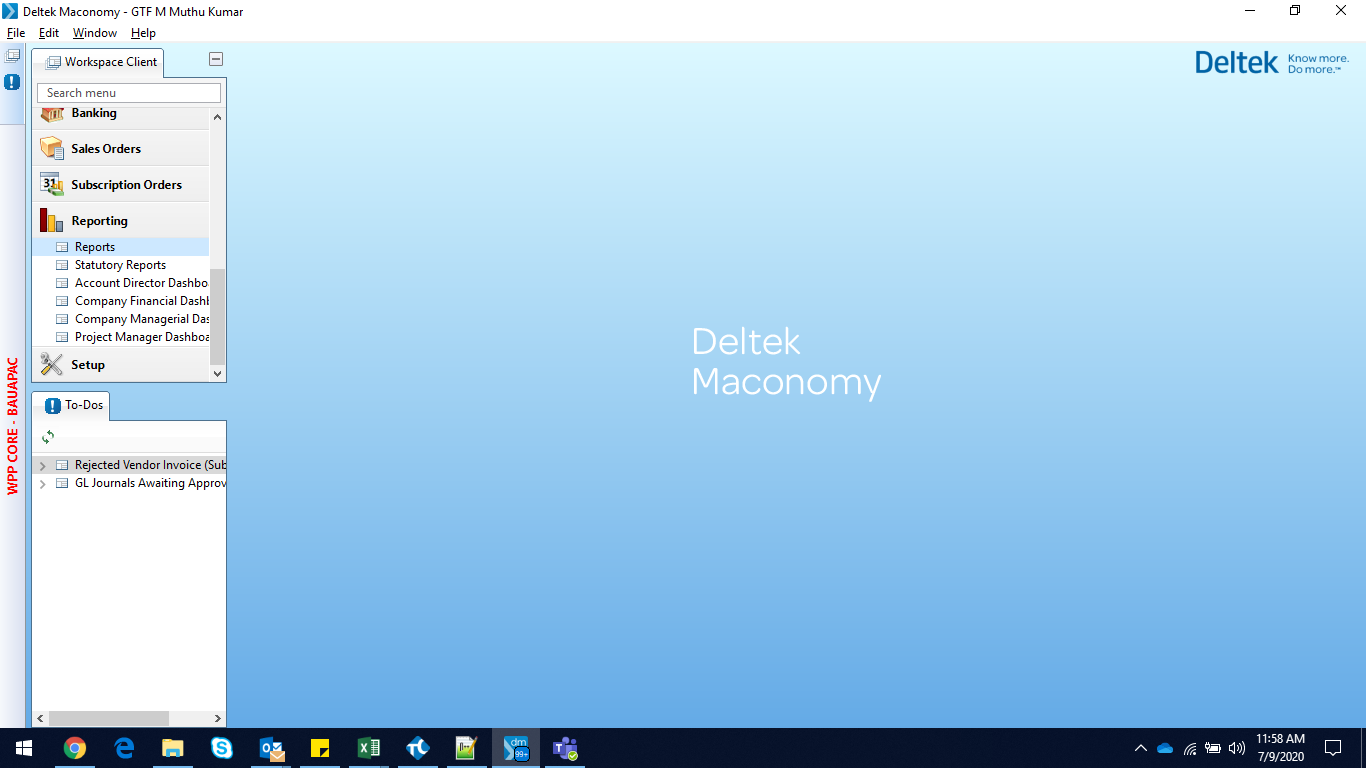 Deltek Maconomy - GTF M Muthu Kumar
File Edit Window Help
Workspace Client
Search menu
Banking
31
Sales Orders
Subscription Orders
Reporting
Reports
Statutory Reports
Account Director Dashbo
Company Financial Dashb
Company Managerial Das
Project Manager Dashboa
Setup
To-Dos
Rejected Vendor Invoice (Sub
GL Journals Awaiting Approv
WPP CORE - BAUAPAC
Deltek Know more.
Do more.™
Deltek
Maconomy
dm
99+
11:58 AM
7/9/2020